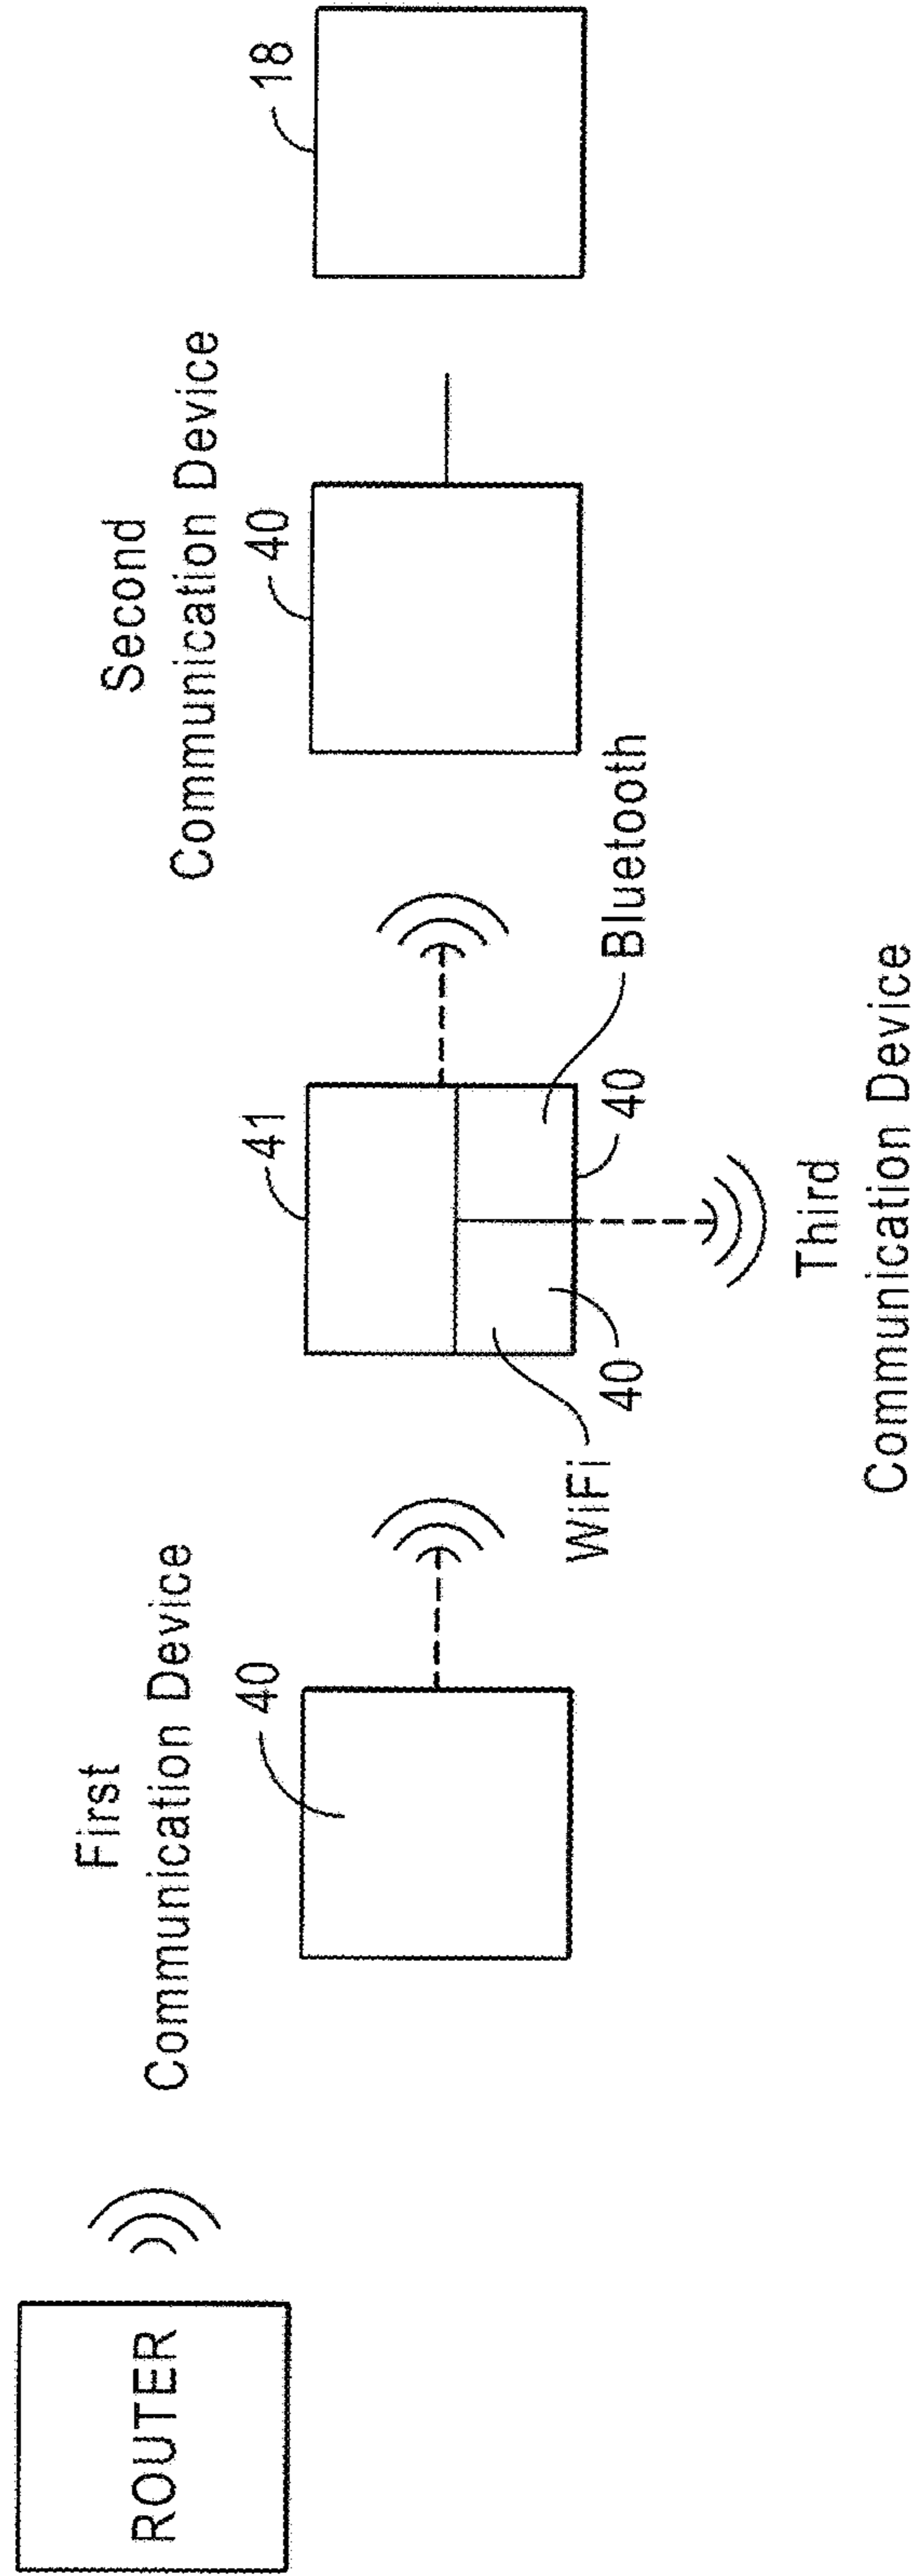 ROUTER
First
Communication Device
40
WiFi
40
41
40
Bluetooth
Third
Communication Device
Second
Communication Device
40
18